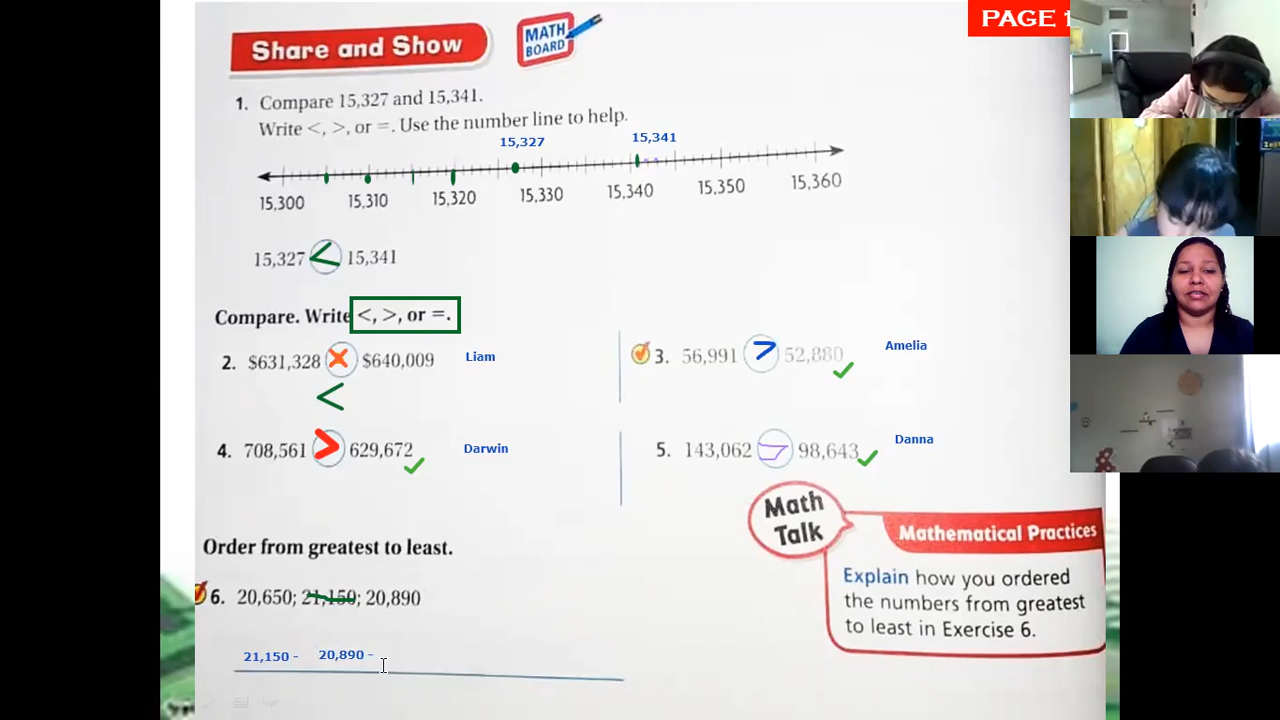 PAGE 1
Share and Show
MATH
BOARD
1. Compare 15,327 and 15,341.
Write <, >, or =. Use the number line to help.
15,327 15,341
15,300 15,310 15,320 15,330 15,340 15,350 15,360
15,327 < 15,341
Compare. Write <, >, or =.
2. $631,328 X $640,009 Liam
<
3. 56,991 > 52,880 Amelia
4. 708,561 > 629,672 Darwin
5. 143,062 > 98,643 Danna
Math
Talk
Mathematical Practices
Explain how you ordered
the numbers from greatest
to least in Exercise 6.
Order from greatest to least.
6. 20,650; 21,150; 20,890
21,150 - 20,890 -